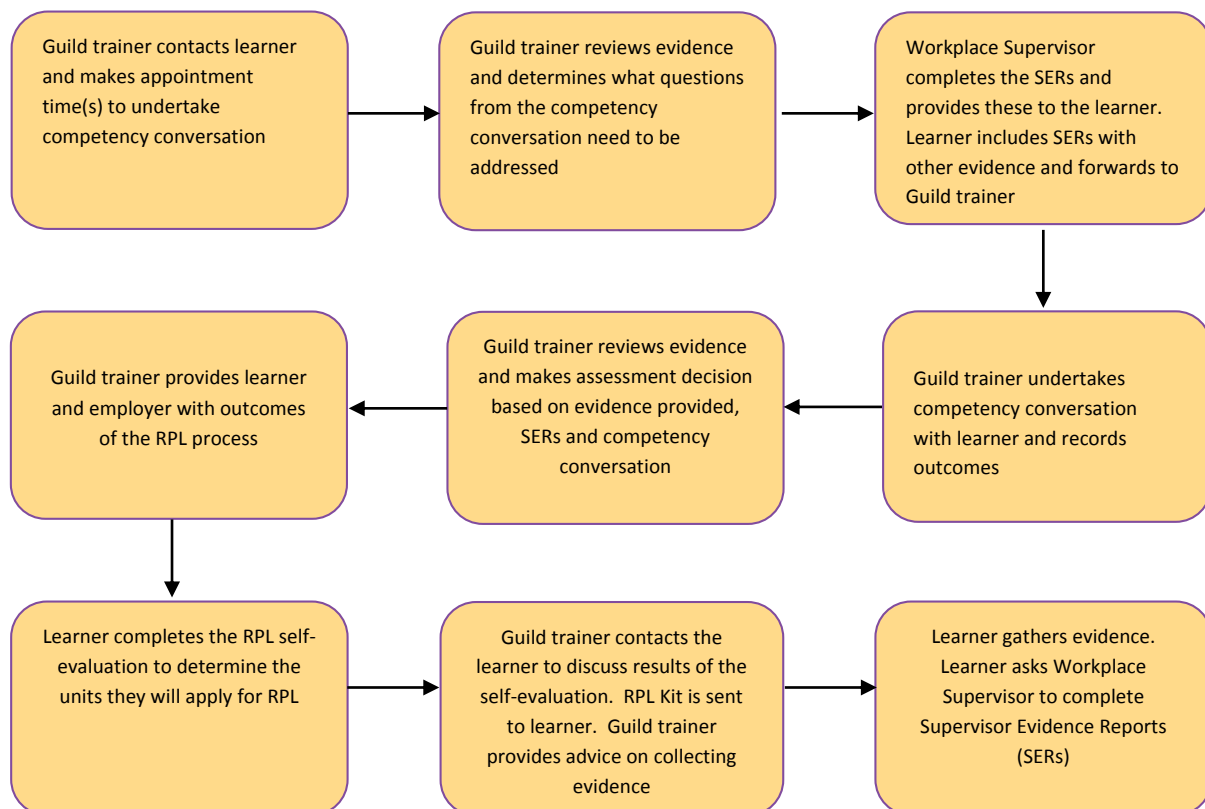 Guild trainer contacts learner
and makes appointment
time(s) to undertake
competency conversation
Guild trainer reviews evidence
and determines what questions
from the competency
conversation need to be
addressed
Workplace Supervisor
completes the SERs and
provides these to the learner.
Learner includes SERs with
other evidence and forwards to
Guild trainer
Guild trainer provides learner
and employer with outcomes
of the RPL process
Guild trainer reviews evidence
and makes assessment decision
based on evidence provided,
SERs and competency
conversation
Guild trainer undertakes
competency conversation
with learner and records
outcomes
Learner completes the RPL self-
evaluation to determine the
units they will apply for RPL
Guild trainer contacts the
learner to discuss results of the
self-evaluation.  RPL Kit is sent
to learner.  Guild trainer
provides advice on collecting
evidence
Learner gathers evidence.
Learner asks Workplace
Supervisor to complete
Supervisor Evidence Reports
(SERs)